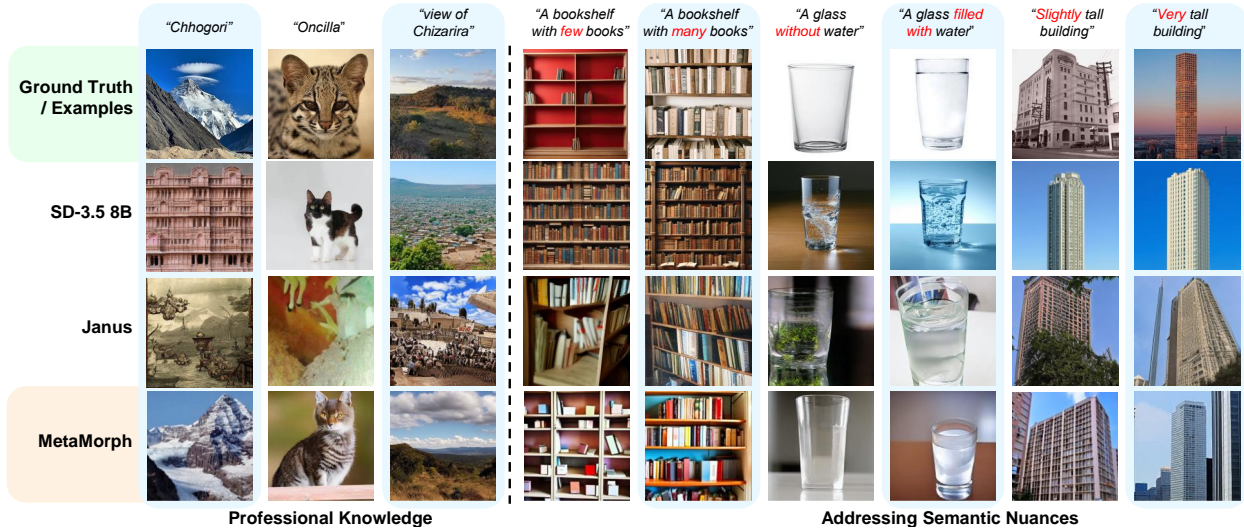 “Chhogori”
“Oncilla”
“view of
Chizarira”
“A bookshelf
with few books”
“A bookshelf
with many books”
“A glass
without water”
“A glass filled
with water”
“Slightly tall
building”
“Very tall
building”
Ground Truth
/ Examples
SD-3.5 8B
Janus
MetaMorph
Professional Knowledge
Addressing Semantic Nuances